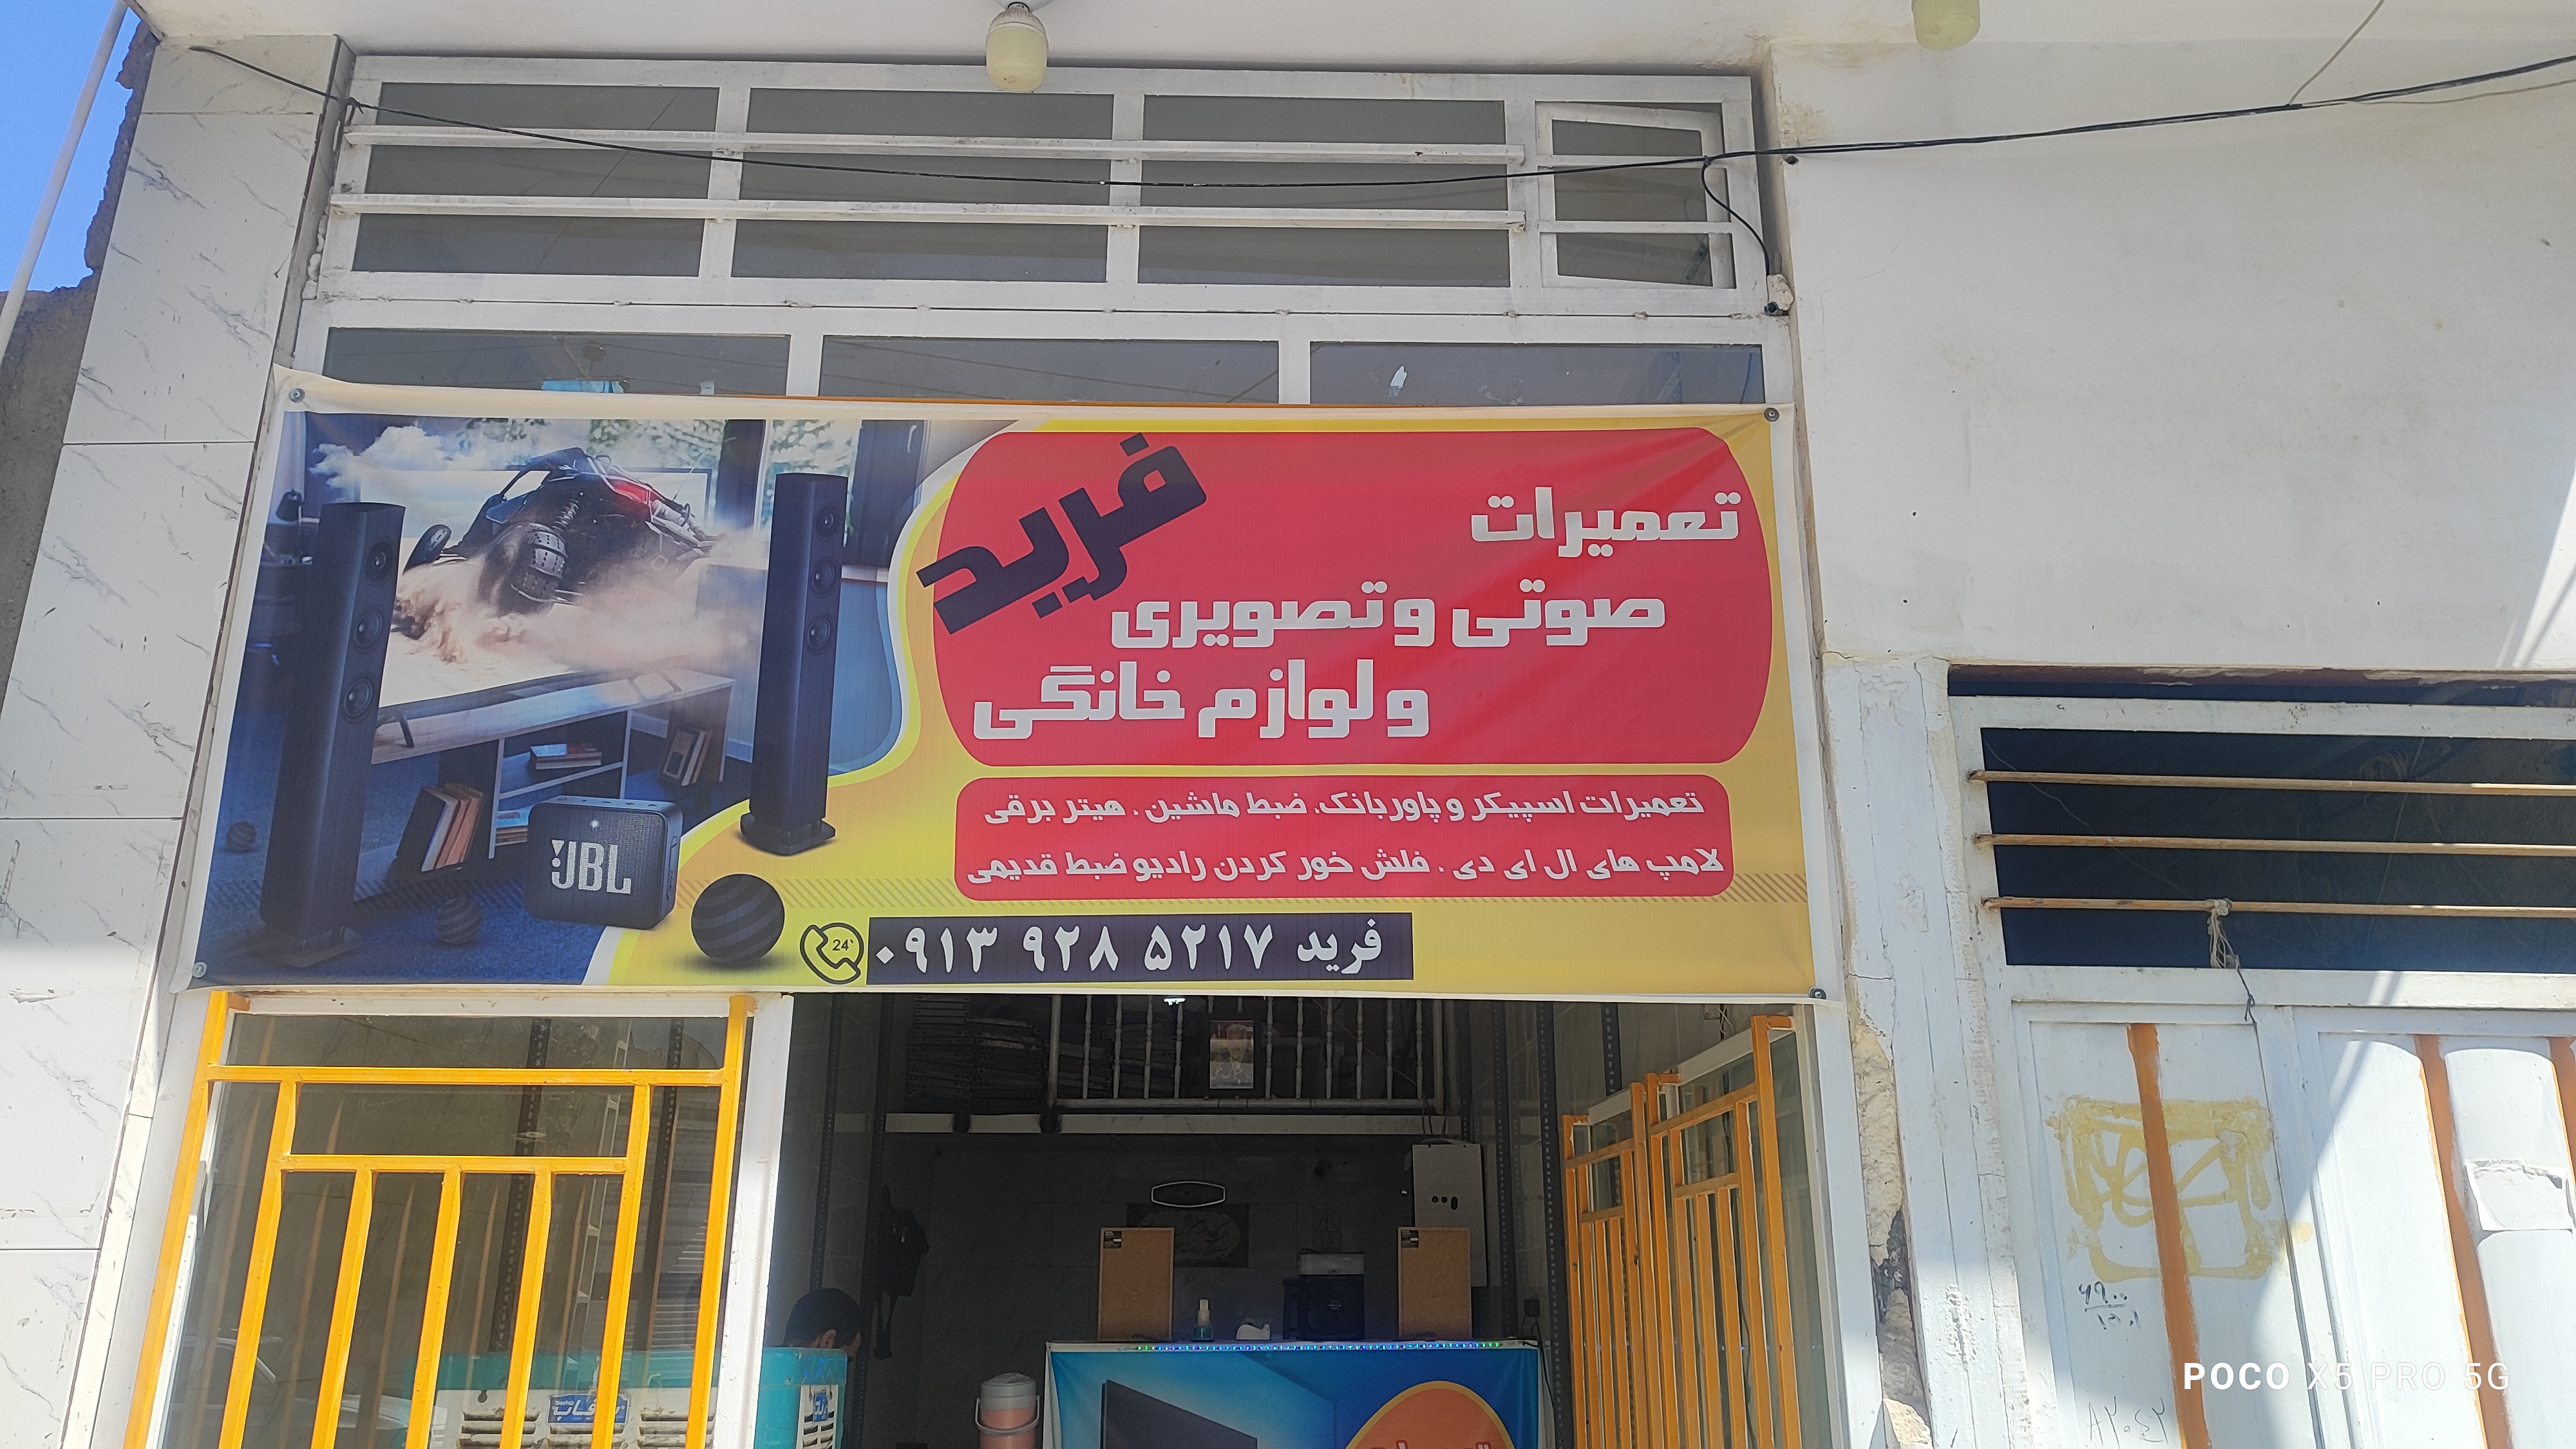 فرید
تعمیرات
صوتی و تصویری
و لوازم خانگی
تعمیرات اسپیکر و پاوربانک، ضبط ماشین ، هیتر برقی
لامپ های ال ای دی ، فلش خور کردن رادیو ضبط قدیمی
JBL
24
۰۹۱۳ ۹۲۸ ۵۲۱۷ فرید
POCO X5 PRO 5G